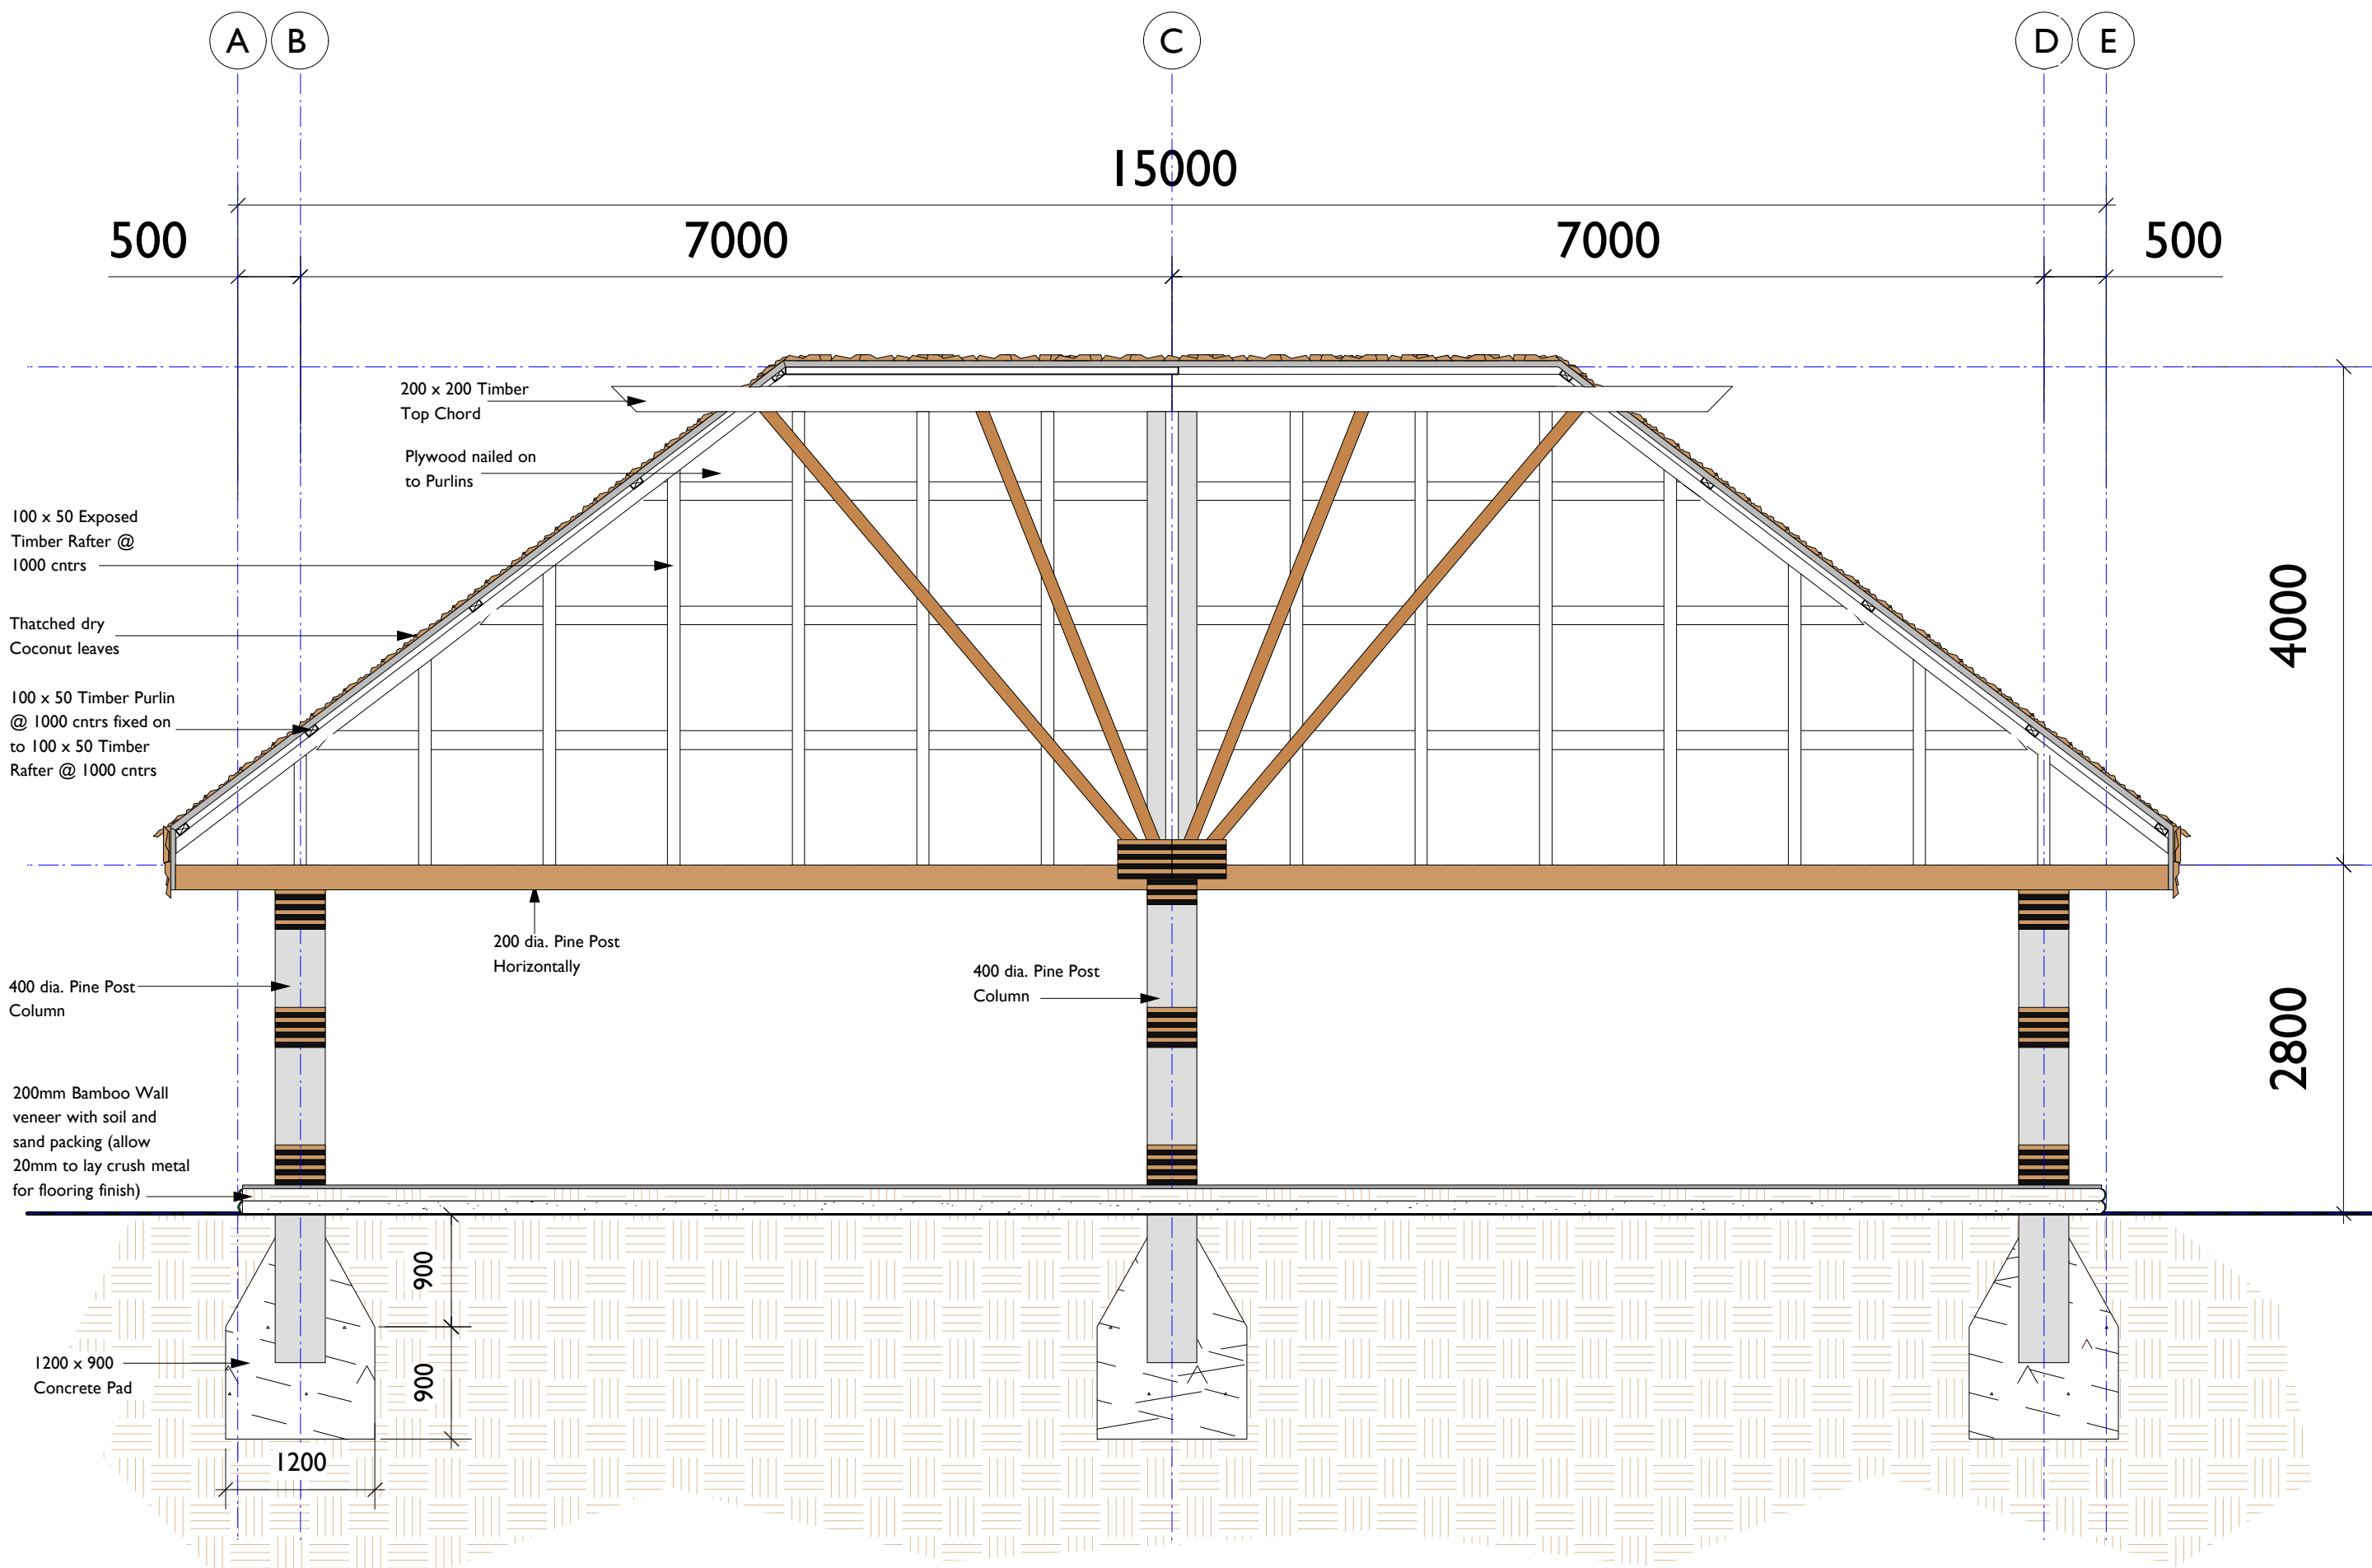 A B C D E
15000
500 7000 7000 500
200 x 200 Timber
Top Chord
Plywood nailed on
to Purlins
100 x 50 Exposed
Timber Rafter @
1000 cntrs
Thatched dry
Coconut leaves
100 x 50 Timber Purlin
@ 1000 cntrs fixed on
to 100 x 50 Timber
Rafter @ 1000 cntrs
4000
200 dia. Pine Post
Horizontally
400 dia. Pine Post
Column
400 dia. Pine Post
Column
2800
200mm Bamboo Wall
veneer with soil and
sand packing (allow
20mm to lay crush metal
for flooring finish)
900
900
1200 x 900
Concrete Pad
1200